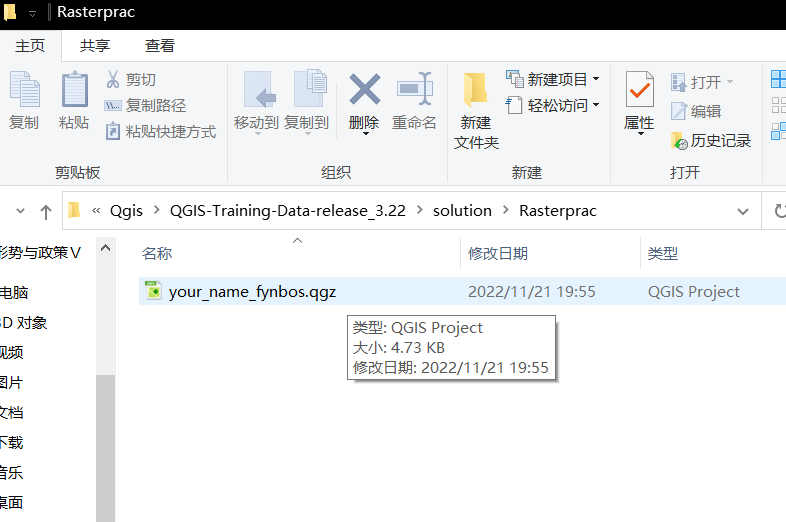 Rasterprac
主页 共享 查看
复制
粘贴
剪切
复制路径
粘贴快捷方式
剪贴板
移动到
复制到
删除
重命名
组织
新建
文件夹
新建项目
轻松访问
新建
属性
打开
编辑
历史记录
打开
« Qgis › QGIS-Training-Data-release_3.22 › solution › Rasterprac
形势与政策V
电脑
3D 对象
视频
图片
文档
下载
音乐
桌面
名称 修改日期 类型
your_name_fynbos.qgz 2022/11/21 19:55 QGIS Project
类型: QGIS Project
大小: 4.73 KB
修改日期: 2022/11/21 19:55